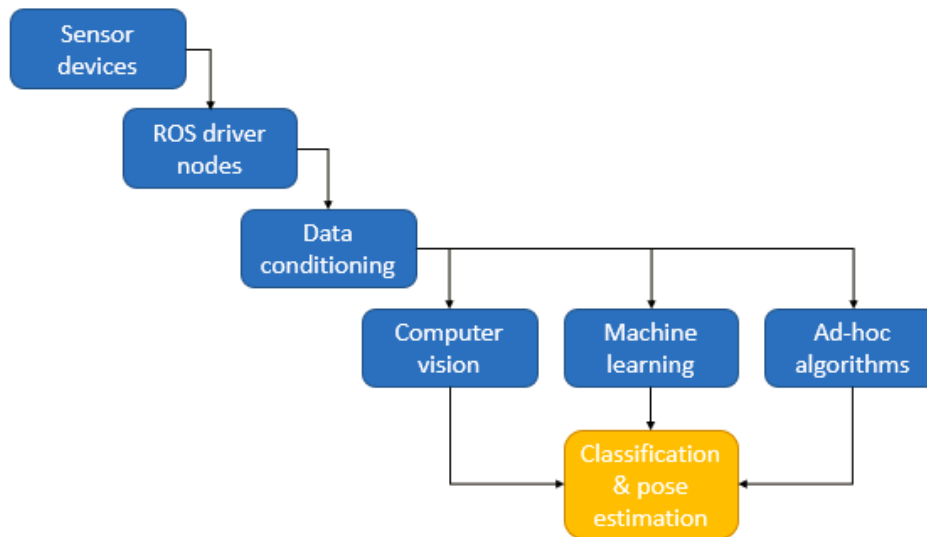 Sensor
devices
ROS driver
nodes
Data
conditioning
Computer
vision
Machine
learning
Ad-hoc
algorithms
Classification
& pose
estimation